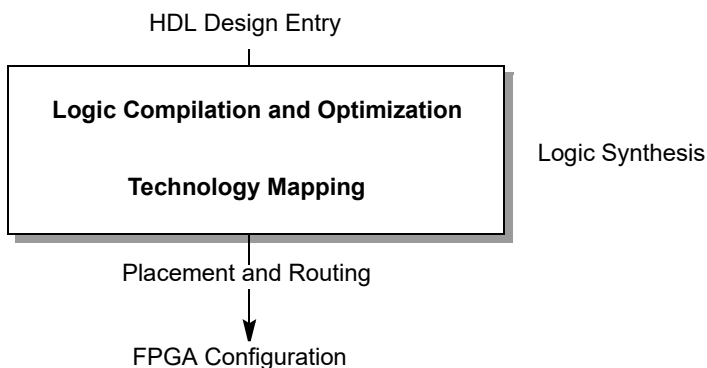 HDL Design Entry
Logic Compilation and Optimization
Logic Synthesis
Technology Mapping
Placement and Routing
FPGA Configuration